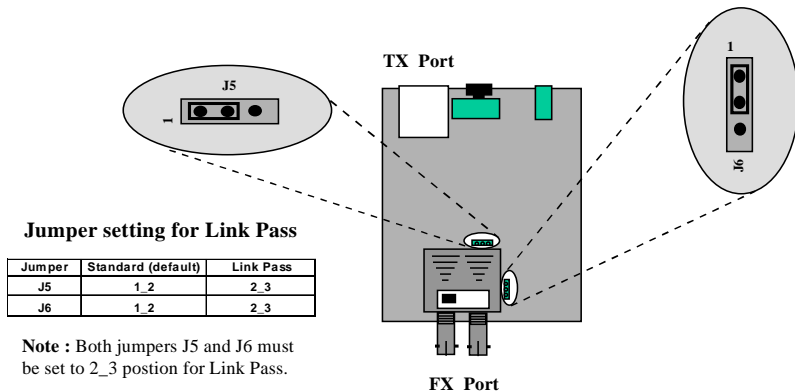 TX Port
J5
1
1
J6
Jumper setting for Link Pass
Jumper Standard (default) Link Pass
J5 1_2 2_3
J6 1_2 2_3
Note : Both jumpers J5 and J6 must
be set to 2_3 postion for Link Pass.
FX Port